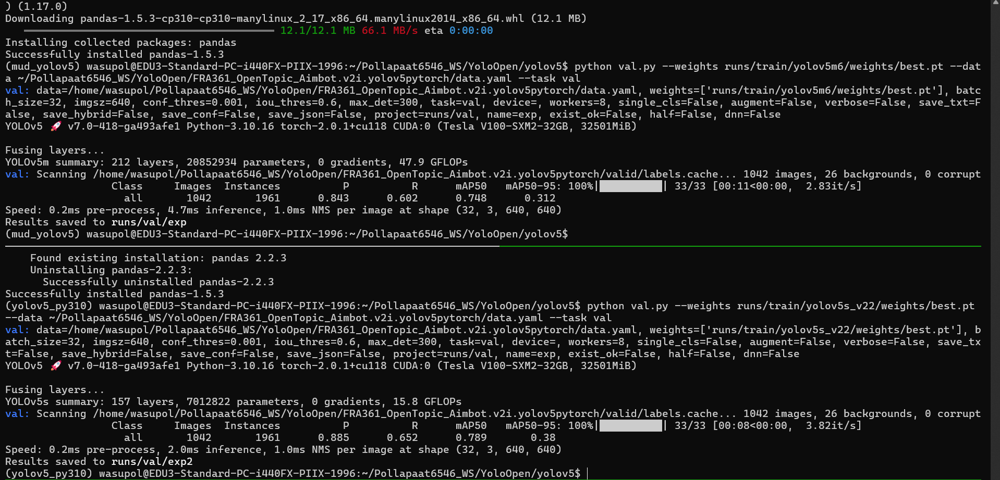 ) (1.17.0)
Downloading pandas-1.5.3-cp310-cp310-manylinux_2_17_x86_64.manylinux2014_x86_64.whl (12.1 MB)
12.1/12.1 MB 66.1 MB/s eta 0:00:00
Installing collected packages: pandas
Successfully installed pandas-1.5.3
(mud_yolov5) wasupol@EDU3-Standard-PC-i440FX-PIIX-1996:~/Pollapaat6546_WS/YoloOpen/yolov5$ python val.py --weights runs/train/yolov5m6/weights/best.pt --dat
a ~/Pollapaat6546_WS/YoloOpen/FRA361_OpenTopic_Aimbot.v2i.yolov5pytorch/data.yaml --task val
val: data=/home/wasupol/Pollapaat6546_WS/YoloOpen/FRA361_OpenTopic_Aimbot.v2i.yolov5pytorch/data.yaml, weights=['runs/train/yolov5m6/weights/best.pt'], batc
h_size=32, imgsz=640, conf_thres=0.001, iou_thres=0.6, max_det=300, task=val, device=, workers=8, single_cls=False, augment=False, verbose=False, save_txt=F
alse, save_hybrid=False, save_conf=False, save_json=False, project=runs/val, name=exp, exist_ok=False, half=False, dnn=False
YOLOv5 🚀 v7.0-418-ga493afe1 Python-3.10.16 torch-2.0.1+cu118 CUDA:0 (Tesla V100-SXM2-32GB, 32501MiB)
Fusing layers...
YOLOv5m summary: 212 layers, 20852934 parameters, 0 gradients, 47.9 GFLOPs
val: Scanning /home/wasupol/Pollapaat6546_WS/YoloOpen/FRA361_OpenTopic_Aimbot.v2i.yolov5pytorch/valid/labels.cache... 1042 images, 26 backgrounds, 0 corrupt
Class Images Instances P R mAP50 mAP50-95: 100%|██████████| 33/33 [00:11<00:00, 2.83it/s]
all 1042 1961 0.843 0.602 0.748 0.312
Speed: 0.2ms pre-process, 4.7ms inference, 1.0ms NMS per image at shape (32, 3, 640, 640)
Results saved to runs/val/exp
(mud_yolov5) wasupol@EDU3-Standard-PC-i440FX-PIIX-1996:~/Pollapaat6546_WS/YoloOpen/yolov5$
Found existing installation: pandas 2.2.3
Uninstalling pandas-2.2.3:
Successfully uninstalled pandas-2.2.3
Successfully installed pandas-1.5.3
(yolov5_py310) wasupol@EDU3-Standard-PC-i440FX-PIIX-1996:~/Pollapaat6546_WS/YoloOpen/yolov5$ python val.py --weights runs/train/yolov5s_v22/weights/best.pt
--data ~/Pollapaat6546_WS/YoloOpen/FRA361_OpenTopic_Aimbot.v2i.yolov5pytorch/data.yaml --task val
val: data=/home/wasupol/Pollapaat6546_WS/YoloOpen/FRA361_OpenTopic_Aimbot.v2i.yolov5pytorch/data.yaml, weights=['runs/train/yolov5s_v22/weights/best.pt'], b
atch_size=32, imgsz=640, conf_thres=0.001, iou_thres=0.6, max_det=300, task=val, device=, workers=8, single_cls=False, augment=False, verbose=False, save_tx
t=False, save_hybrid=False, save_conf=False, save_json=False, project=runs/val, name=exp, exist_ok=False, half=False, dnn=False
YOLOv5 🚀 v7.0-418-ga493afe1 Python-3.10.16 torch-2.0.1+cu118 CUDA:0 (Tesla V100-SXM2-32GB, 32501MiB)
Fusing layers...
YOLOv5s summary: 157 layers, 7012822 parameters, 0 gradients, 15.8 GFLOPs
val: Scanning /home/wasupol/Pollapaat6546_WS/YoloOpen/FRA361_OpenTopic_Aimbot.v2i.yolov5pytorch/valid/labels.cache... 1042 images, 26 backgrounds, 0 corrupt
Class Images Instances P R mAP50 mAP50-95: 100%|██████████| 33/33 [00:08<00:00, 3.82it/s]
all 1042 1961 0.885 0.652 0.789 0.38
Speed: 0.2ms pre-process, 2.0ms inference, 1.0ms NMS per image at shape (32, 3, 640, 640)
Results saved to runs/val/exp2
(yolov5_py310) wasupol@EDU3-Standard-PC-i440FX-PIIX-1996:~/Pollapaat6546_WS/YoloOpen/yolov5$